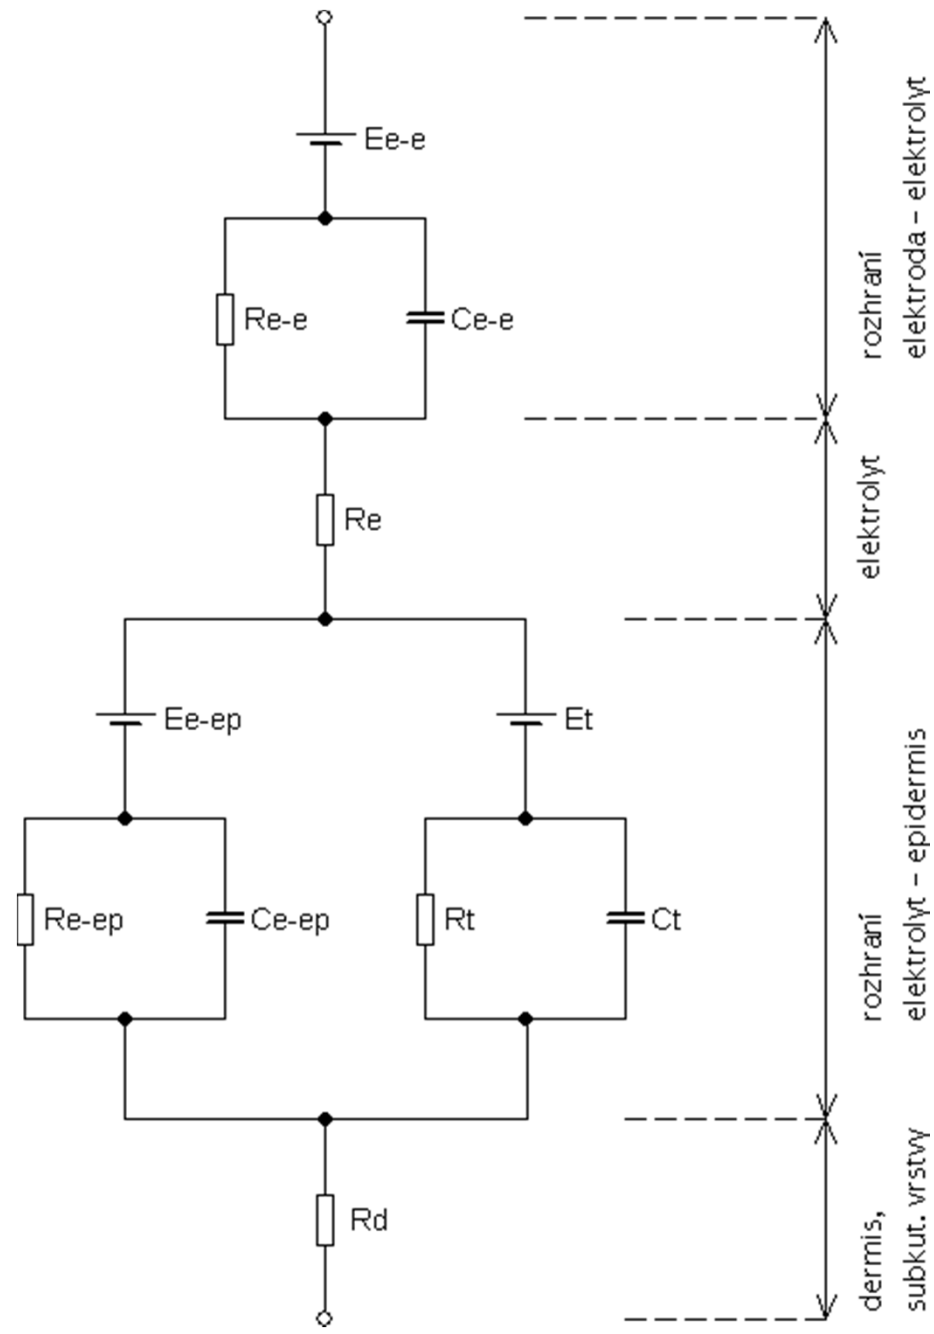 Ee-e
Re-e
Ce-e
rozhraní
elektroda – elektrolyt
Re
elektrolyt
Ee-ep
Et
Re-ep
Ce-ep
Rt
Ct
rozhraní
elektrolyt – epidermis
Rd
dermis,
subkut. vrstvy